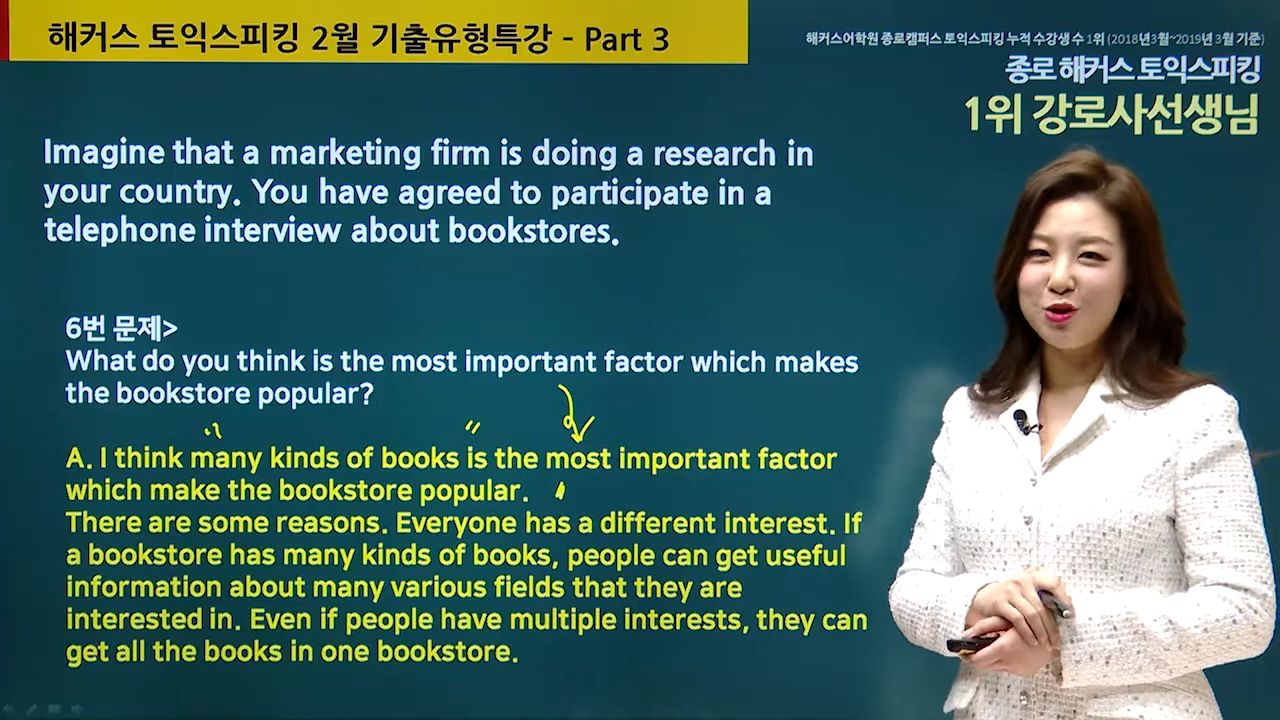 해커스 토익스피킹 2월 기출유형특강 - Part 3
해커스어학원 종로캠퍼스 토익스피킹 누적 수강생 수 1위 (2018년3월~2019년 3월 기준)
종로 해커스 토익스피킹
1위 강로사선생님
Imagine that a marketing firm is doing a research in
your country. You have agreed to participate in a
telephone interview about bookstores.
6번 문제>
What do you think is the most important factor which makes
the bookstore popular?
A. I think many kinds of books is the most important factor
which make the bookstore popular.
There are some reasons. Everyone has a different interest. If
a bookstore has many kinds of books, people can get useful
information about many various fields that they are
interested in. Even if people have multiple interests, they can
get all the books in one bookstore.